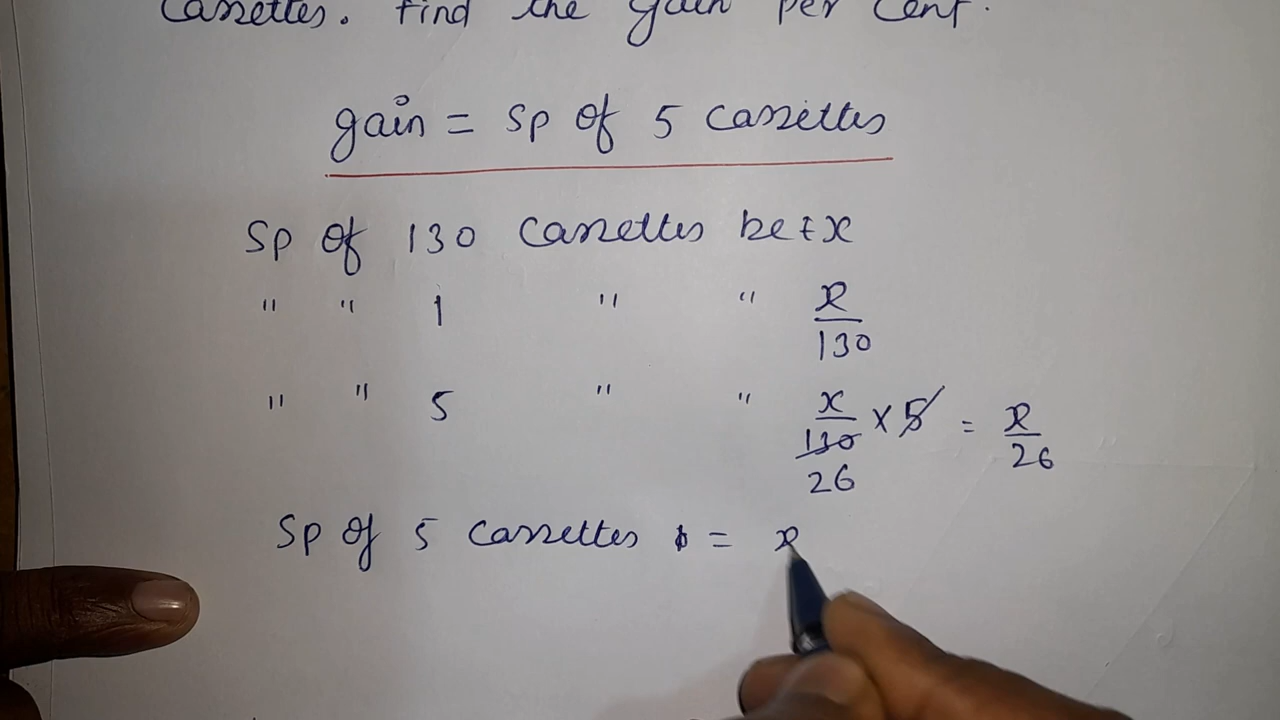 Cassettes. Find the gain per cent.
gain = SP of 5 cassettes
SP of 130 cassettes be ₹ x
" " 1 " " x/130
" " 5 " " x/130 × 5 = x/26
26
SP of 5 cassettes = x